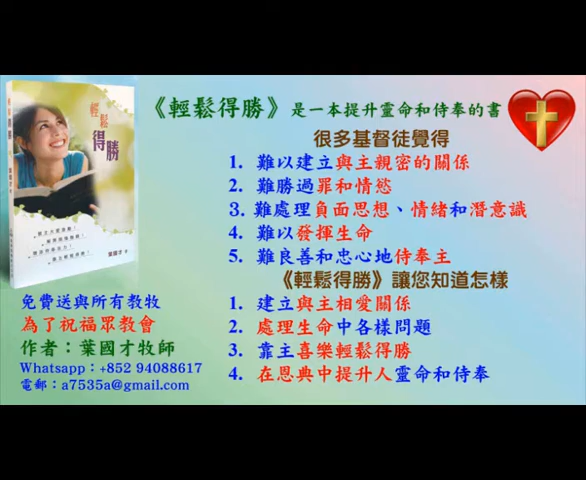 輕鬆
得勝
葉國才 著
《輕鬆得勝》是一本提升靈命和侍奉的書
很多基督徒覺得
1. 難以建立與主親密的關係
2. 難勝過罪和情慾
3. 難處理負面思想、情緒和潛意識
4. 難以發揮生命
5. 難良善和忠心地侍奉主
《輕鬆得勝》讓您知道怎樣
1. 建立與主相愛關係
2. 處理生命中各樣問題
3. 靠主喜樂輕鬆得勝
4. 在恩典中提升人靈命和侍奉
免費送與所有教牧
為了祝福眾教會
作者：葉國才牧師
Whatsapp：+852 94088617
電郵：a7535a@gmail.com